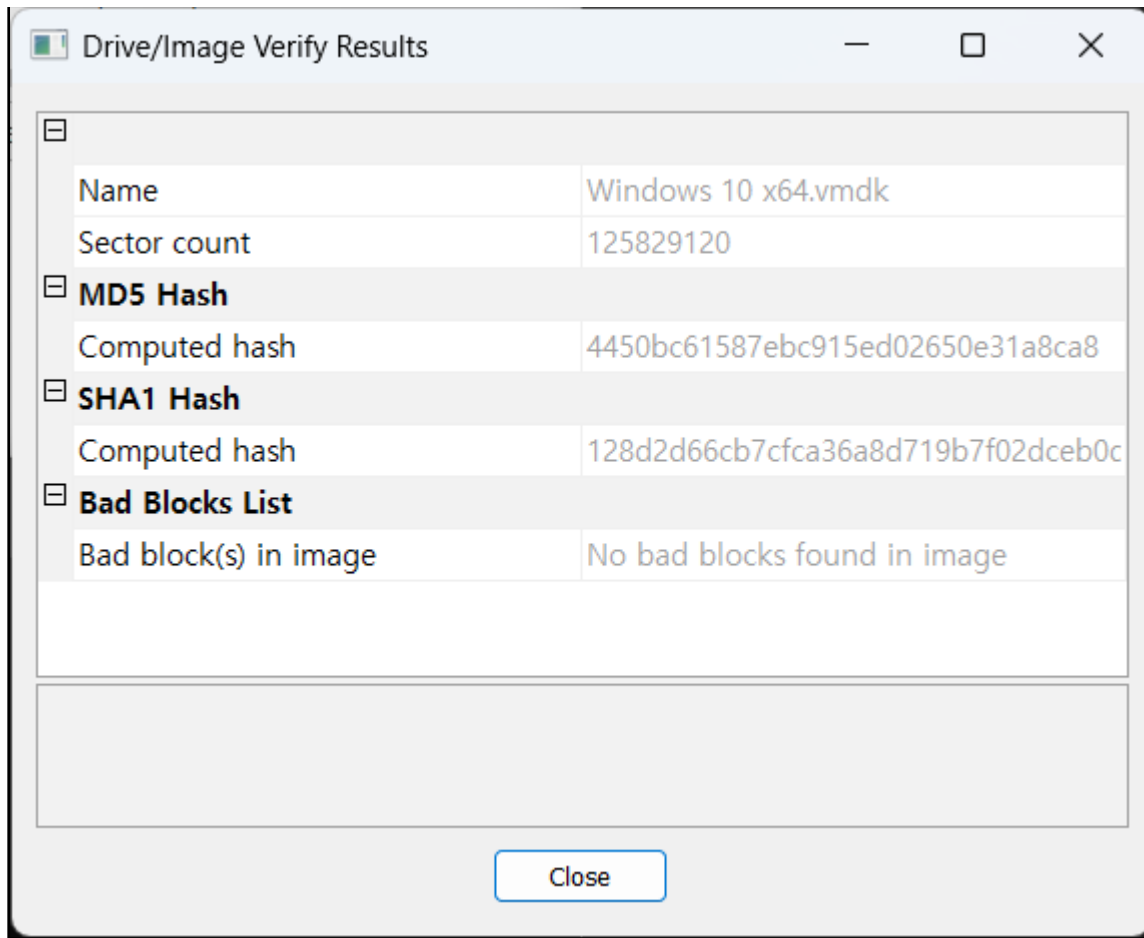 Drive/Image Verify Results
Name Windows 10 x64.vmdk
Sector count 125829120
MD5 Hash
Computed hash 4450bc61587ebc915ed02650e31a8ca8
SHA1 Hash
Computed hash 128d2d66cb7cfca36a8d719b7f02dceb0c
Bad Blocks List
Bad block(s) in image No bad blocks found in image
Close